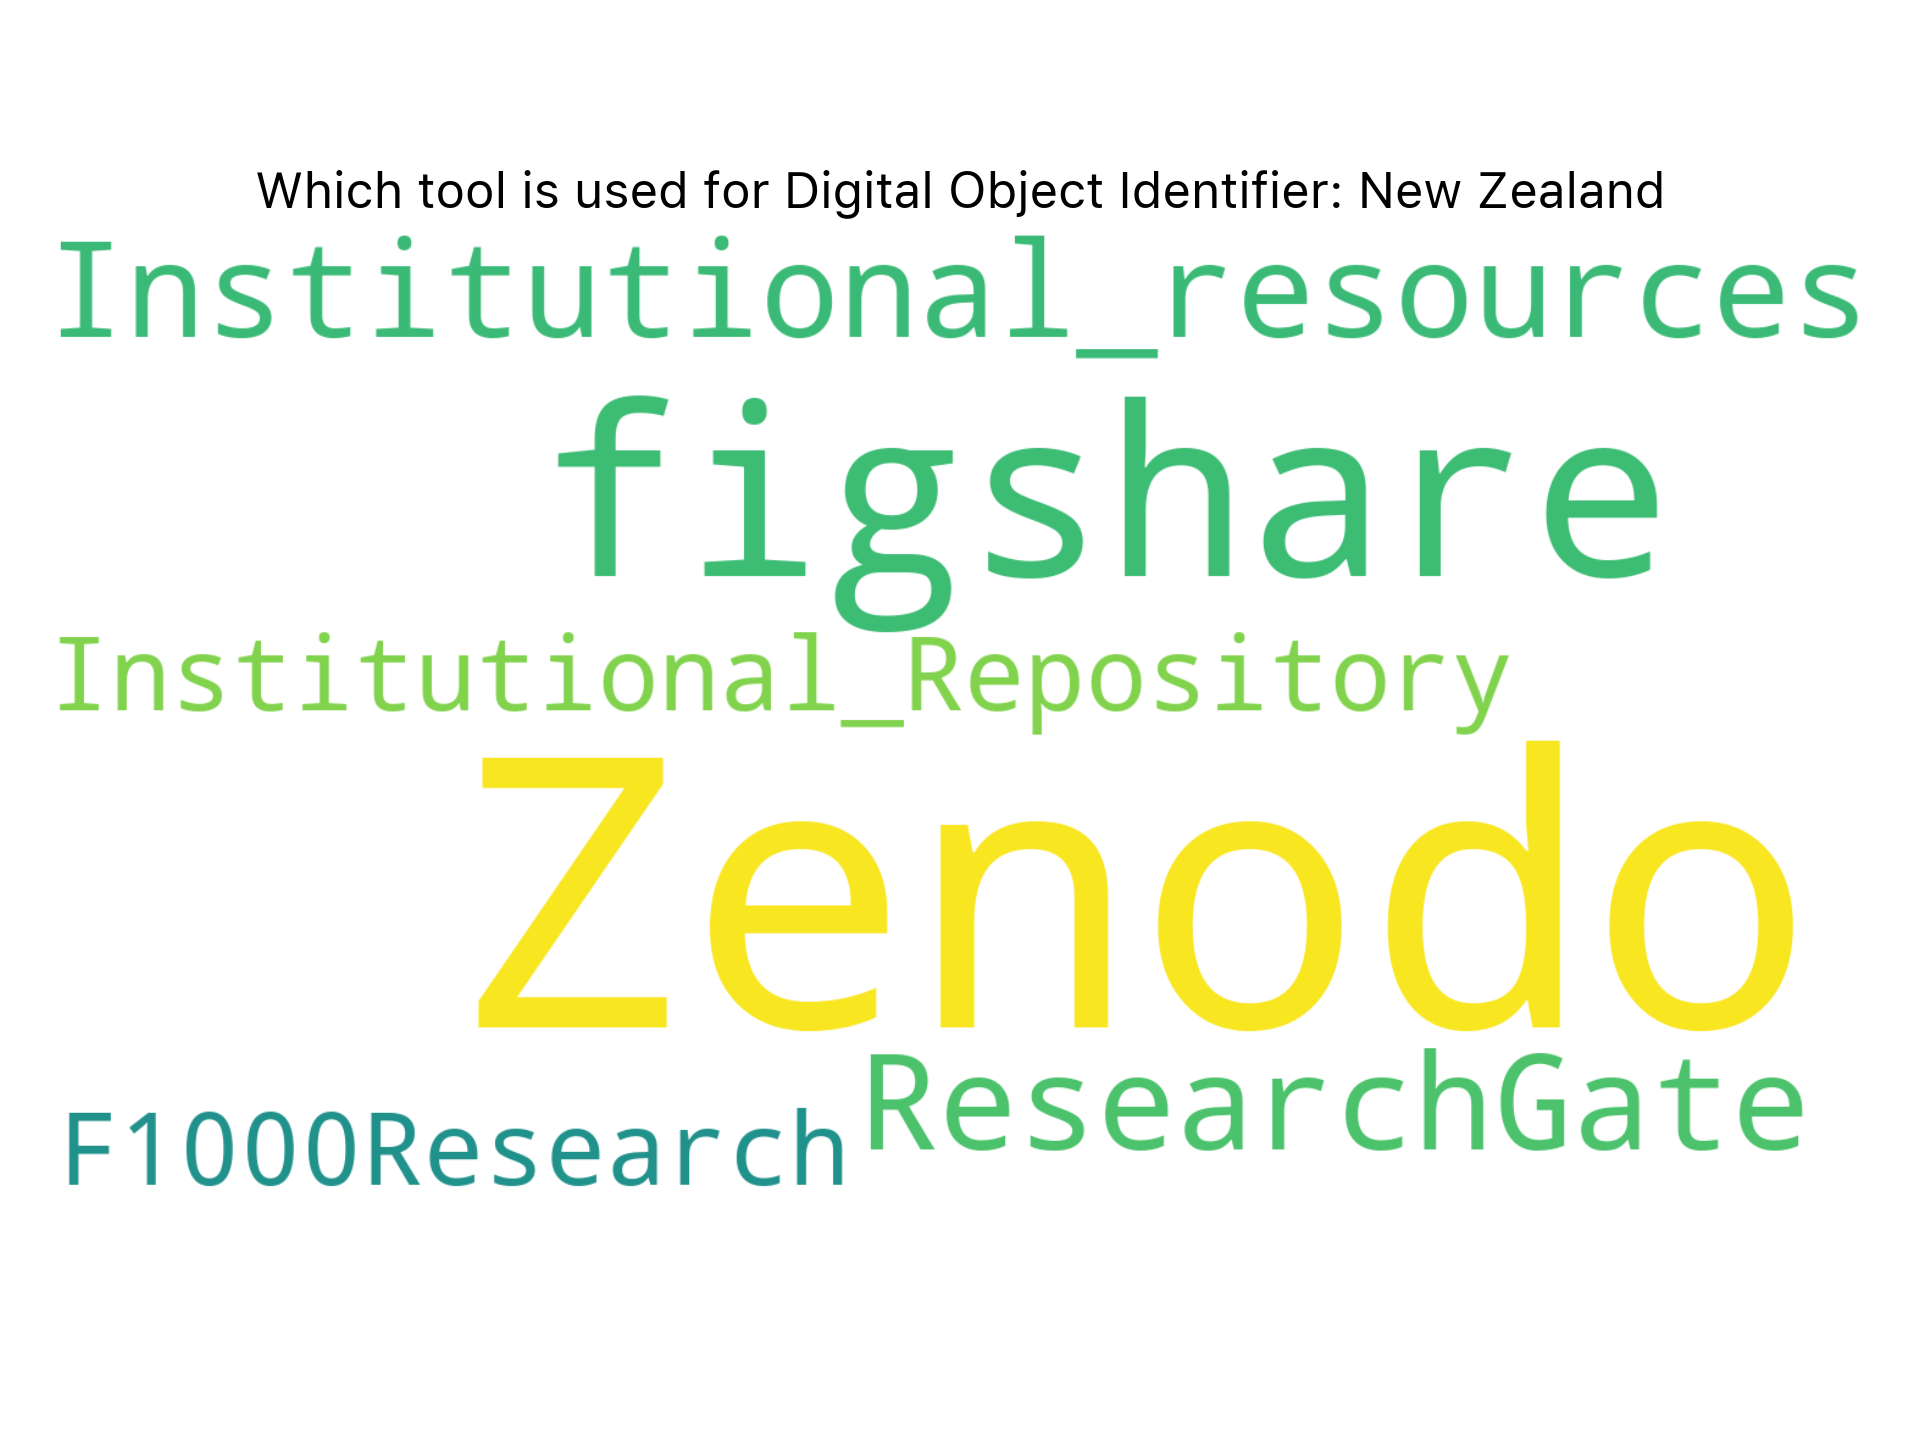 Which tool is used for Digital Object Identifier: New Zealand
Institutional_resources
figshare
Institutional_Repository
Zenodo
F1000Research
ResearchGate